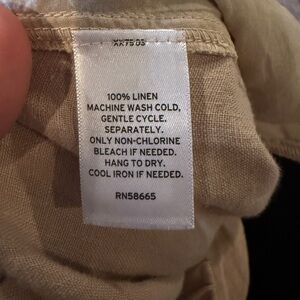 100% LINEN
MACHINE WASH COLD,
GENTLE CYCLE.
SEPARATELY.
ONLY NON-CHLORINE
BLEACH IF NEEDED.
HANG TO DRY.
COOL IRON IF NEEDED.
RN58665